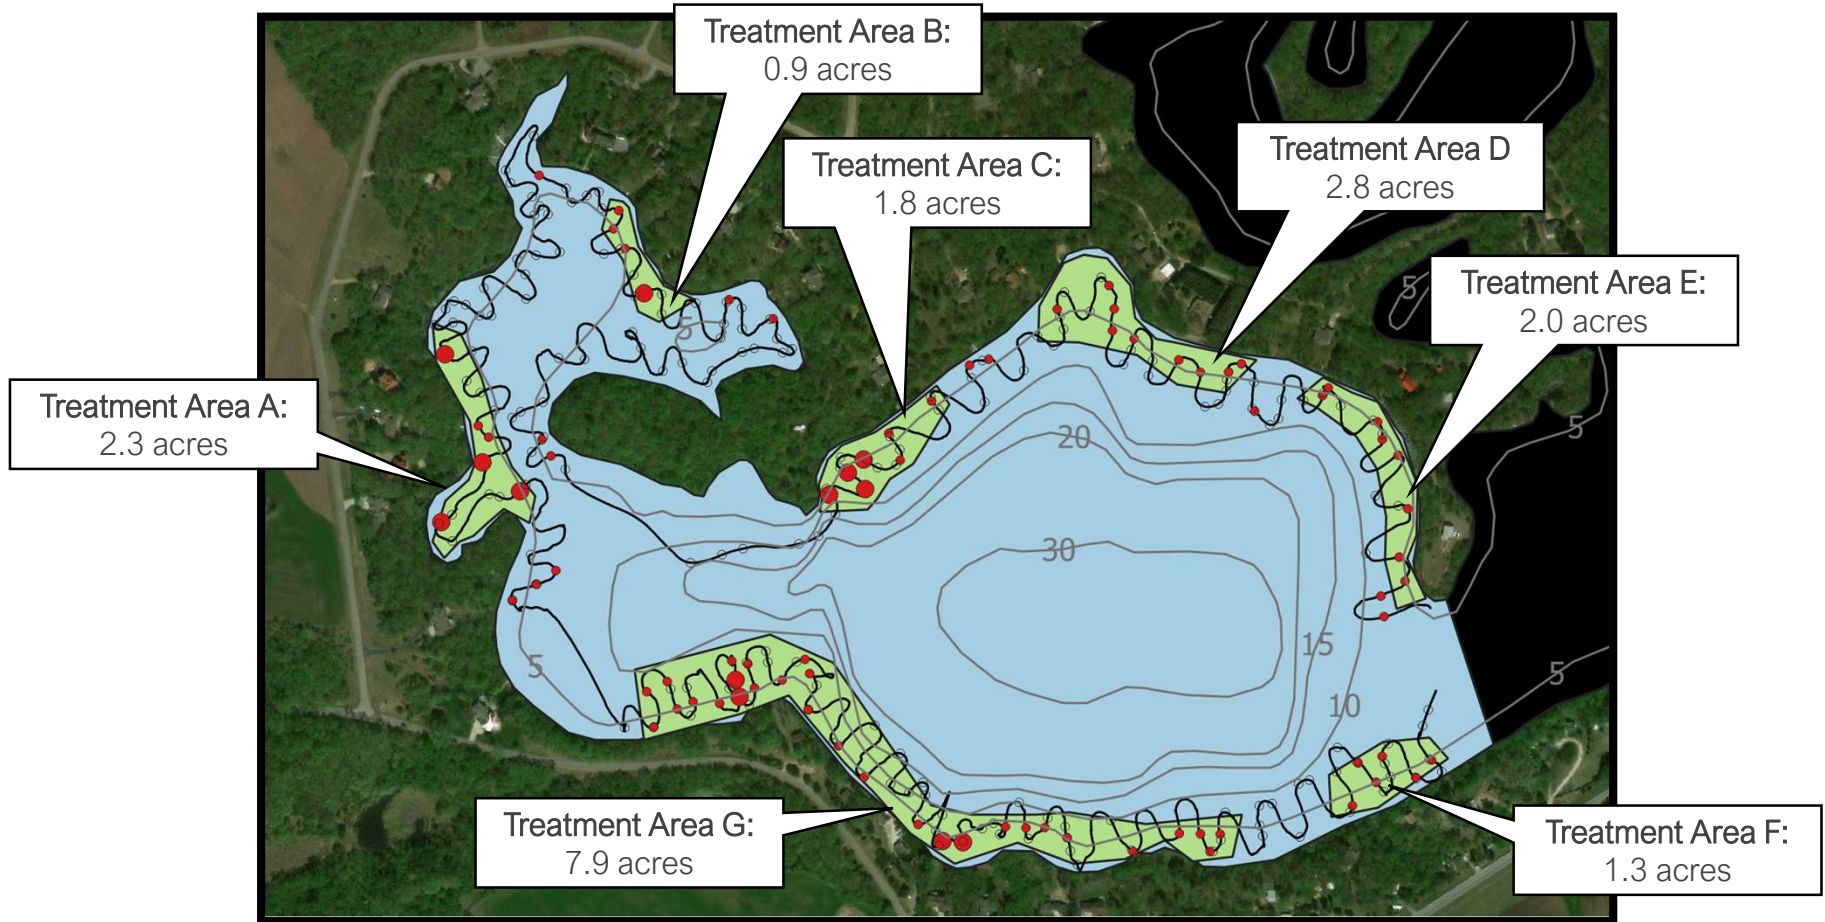 Treatment Area B:
0.9 acres
Treatment Area C:
1.8 acres
Treatment Area D
2.8 acres
5
Treatment Area E:
2.0 acres
5
Treatment Area A:
2.3 acres
20
5
30
15
5
5
10
Treatment Area G:
7.9 acres
Treatment Area F:
1.3 acres